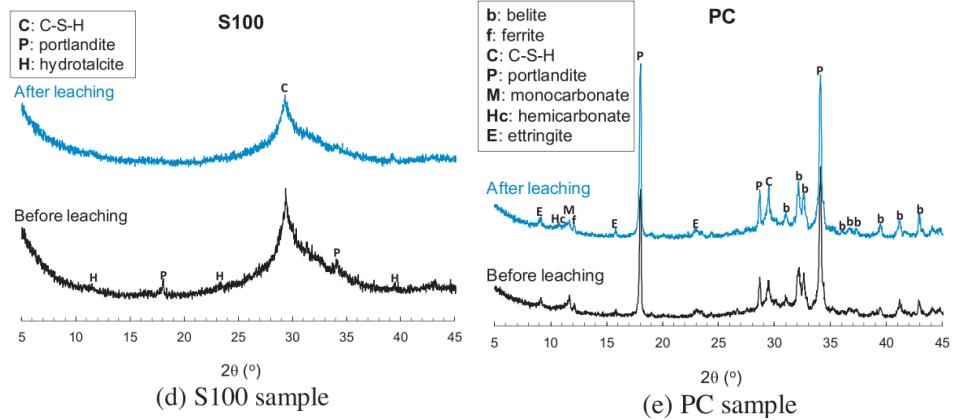 S100
C: C-S-H
P: portlandite
H: hydrotalcite
After leaching
C
Before leaching
H
P
H
P
H
5 10 15 20 25 30 35 40 45
2θ (°)
(d) S100 sample
PC
b: belite
f: ferrite
C: C-S-H
P: portlandite
M: monocarbonate
Hc: hemicarbonate
E: ettringite
After leaching
E
Hc
M
f
E
P
E
P
C
b
b
b
P
b
b
b
b
b
b
Before leaching
5 10 15 20 25 30 35 40 45
2θ (°)
(e) PC sample